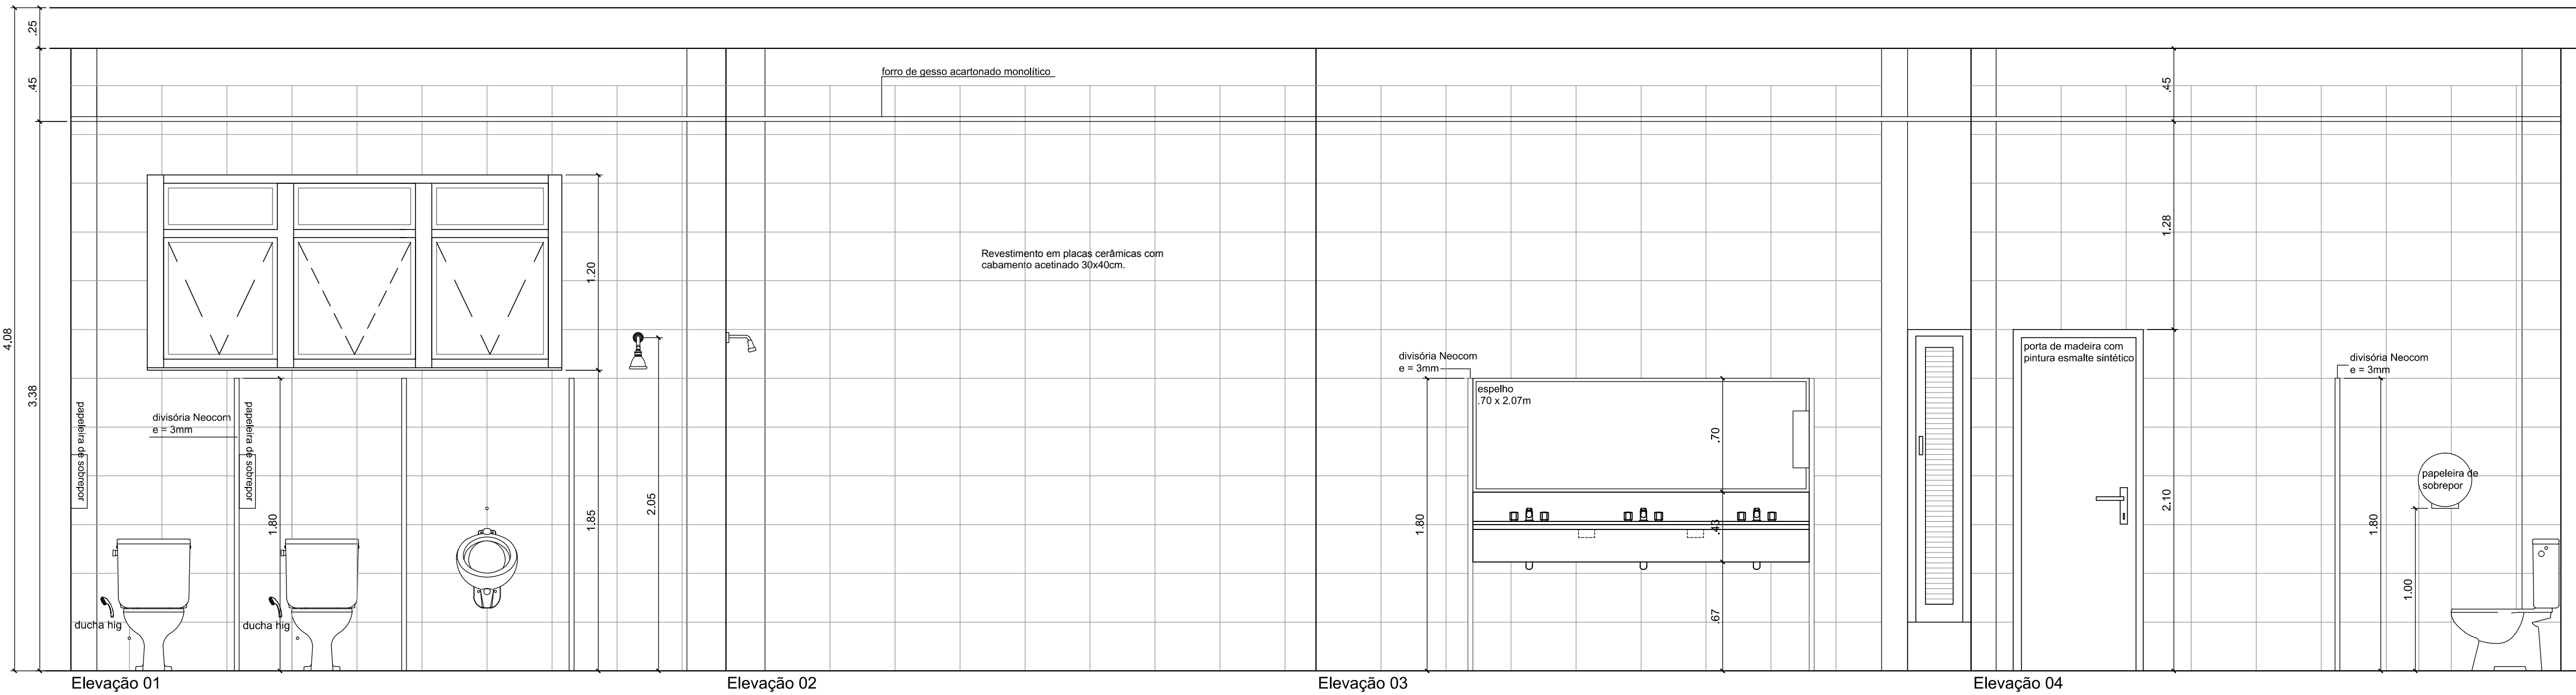 4.08
.25
.45
3.38
papeleira de sobrepor
divisória Neocom
e = 3mm
papeleira de sobrepor
ducha hig
ducha hig
1.80
1.20
1.85
2.05
Elevação 01
forro de gesso acartonado monolítico
Revestimento em placas cerâmicas com
cabamento acetinado 30x40cm.
Elevação 02
divisória Neocom
e = 3mm
1.80
espelho
.70 x 2.07m
.70
.43
.67
Elevação 03
porta de madeira com
pintura esmalte sintético
.45
1.28
2.10
divisória Neocom
e = 3mm
1.80
papeleira de
sobrepor
1.00
Elevação 04